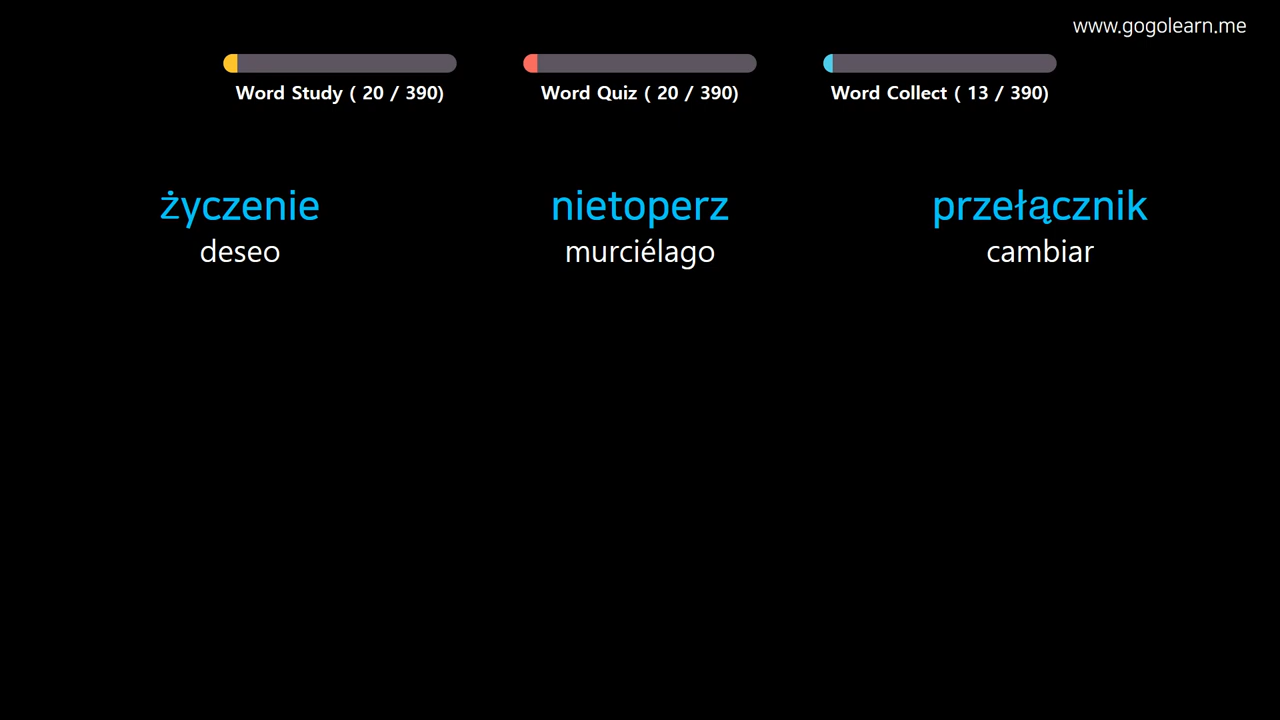 www.gogolearn.me
Word Study ( 20 / 390)
Word Quiz ( 20 / 390)
Word Collect ( 13 / 390)
życzenie
deseo
nietoperz
murciélago
przełącznik
cambiar